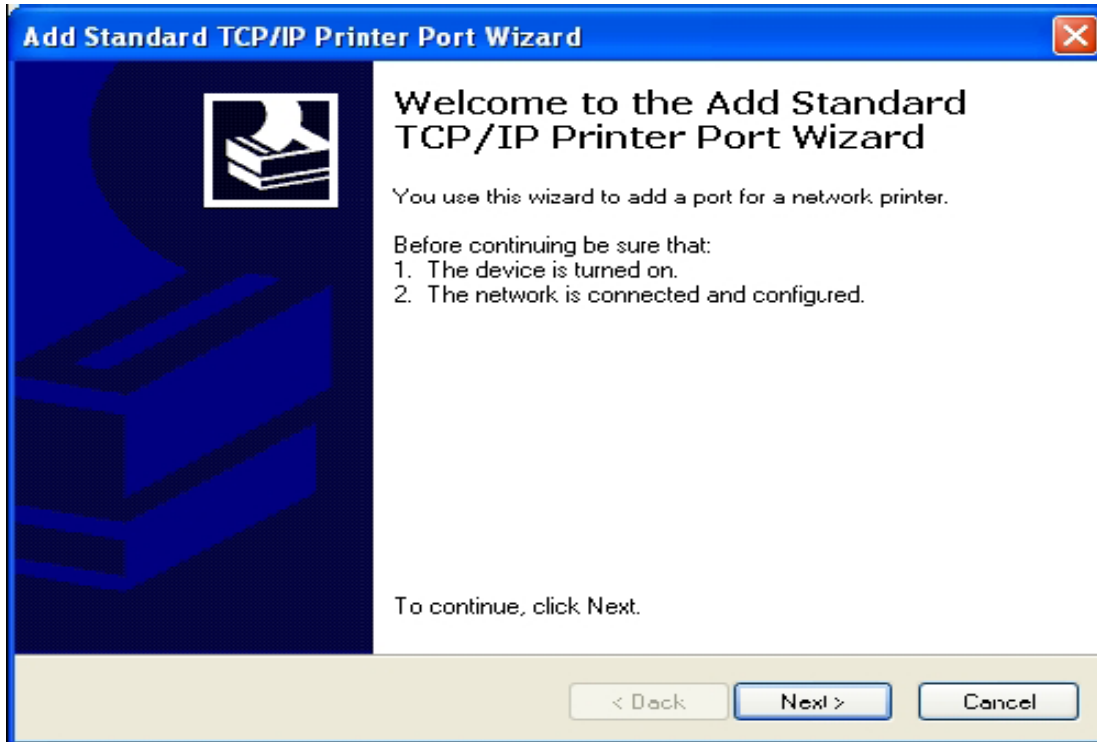 Add Standard TCP/IP Printer Port Wizard
Welcome to the Add Standard
TCP/IP Printer Port Wizard
You use this wizard to add a port for a network printer.
Before continuing be sure that:
1. The device is turned on.
2. The network is connected and configured.
To continue, click Next.
< Back
Next >
Cancel